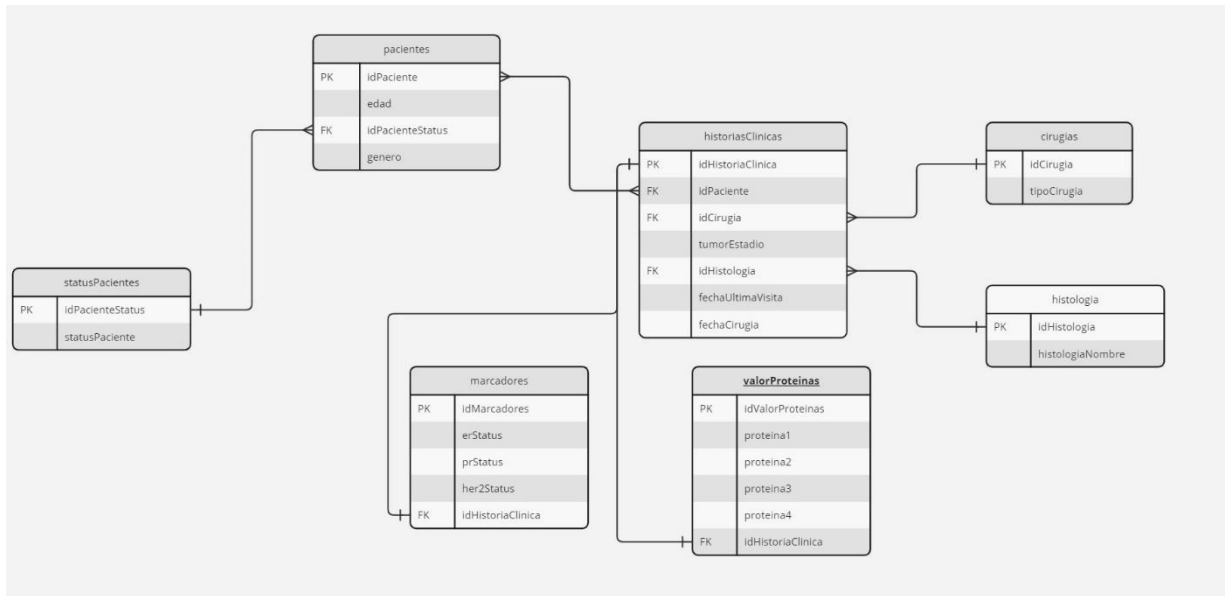 pacientes
PK idPaciente
edad
FK idPacienteStatus
genero
historiasClinicas
PK idHistoriaClinica
FK idPaciente
FK idCirugia
tumorEstadio
FK idHistologia
fechaUltimaVisita
fechaCirugia
cirugias
PK idCirugia
tipoCirugia
statusPacientes
PK idPacienteStatus
statusPaciente
histologia
PK idHistologia
histologiaNombre
marcadores
PK idMarcadores
erStatus
prStatus
her2Status
FK idHistoriaClinica
valorProteinas
PK idValorProteinas
proteina1
proteina2
proteina3
proteina4
FK idHistoriaClinica